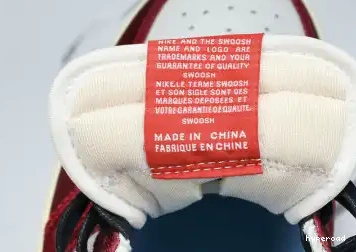 NIKE AND THE SWOOSH
NAME AND LOGO ARE
TRADEMARKS AND YOUR
GUARANTEE OF QUALITY
SWOOSH
NIKE, LE TERME SWOOSH
ET SON SIGLE SONT DES
MARQUES DÉPOSÉES ET
VOTRE GARANTIE DE QUALITE.
SWOOSH
MADE IN CHINA
FABRIQUE EN CHINE